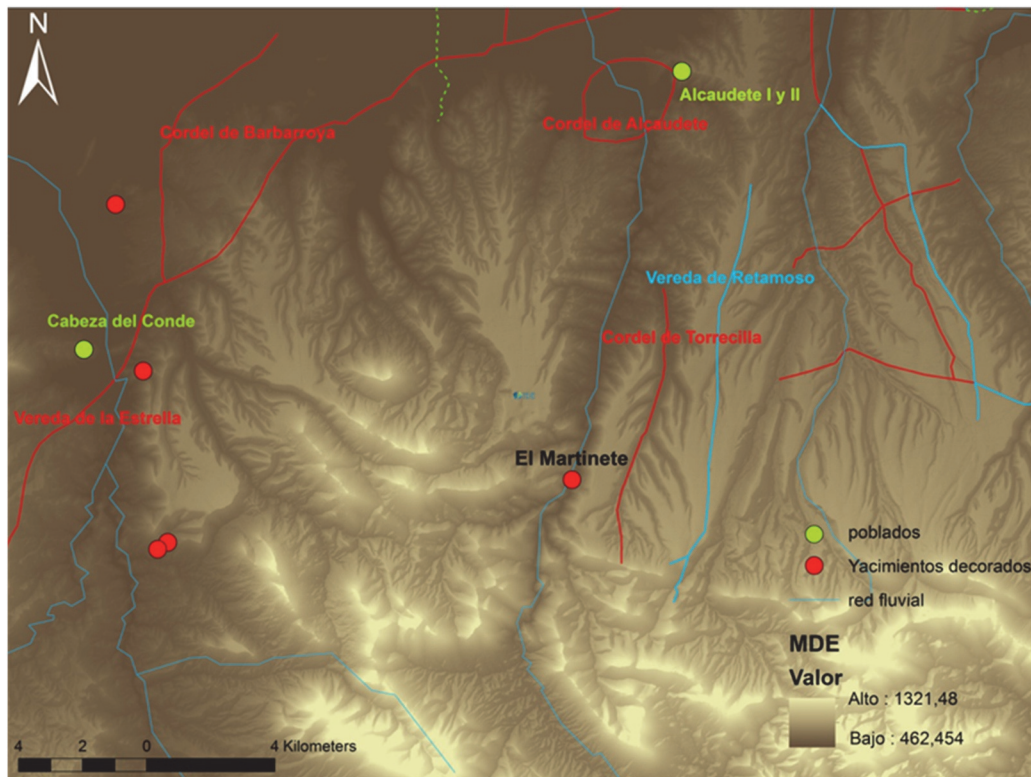 N
Alcaudete I y II
Cordel de Alcaudete
Cordel de Barbarroya
Vereda de Retamoso
Cabeza del Conde
Cordel de Torrecilla
Vereda de la Estrella
El Martinete
poblados
Yacimientos decorados
red fluvial
MDE
Valor
Alto : 1321,48
Bajo : 462,454
4 2 0 4 Kilometers